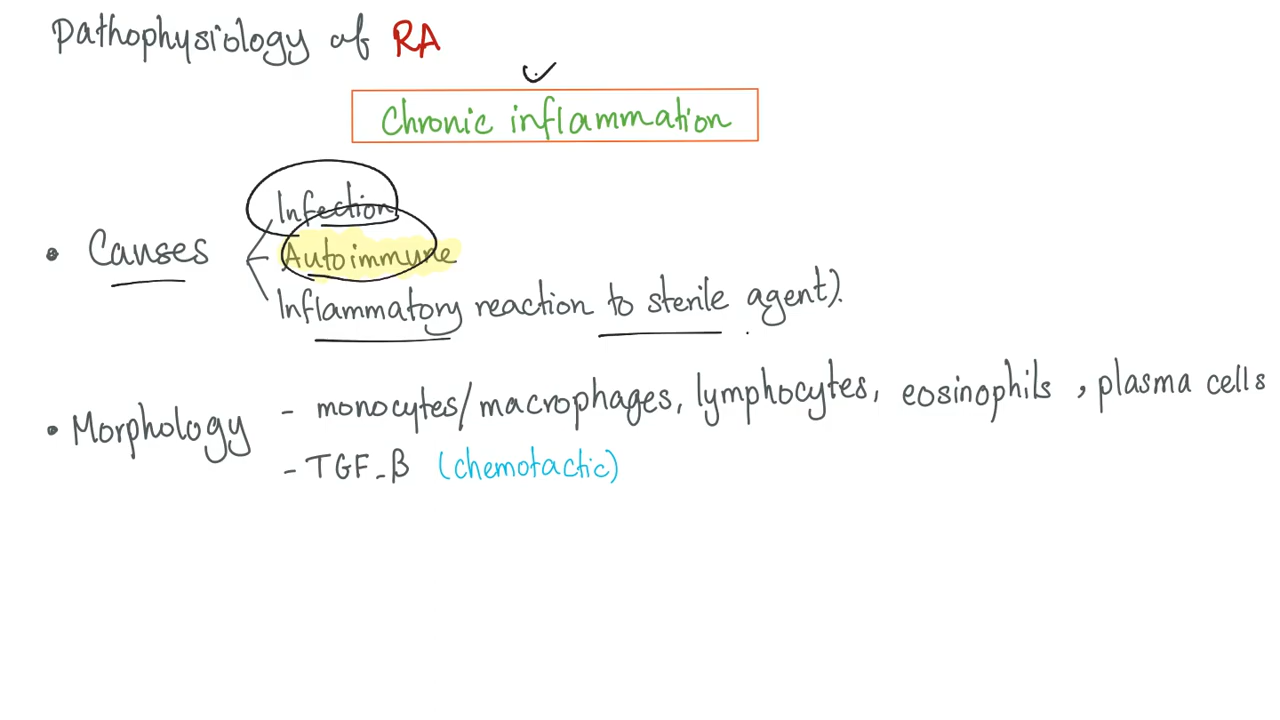 Pathophysiology of RA
Chronic inflammation
Infection
• Causes Autoimmune
Inflammatory reaction to sterile agent).
• Morphology - monocytes/macrophages, lymphocytes, eosinophils, plasma cells
- TGF-β (chemotactic)